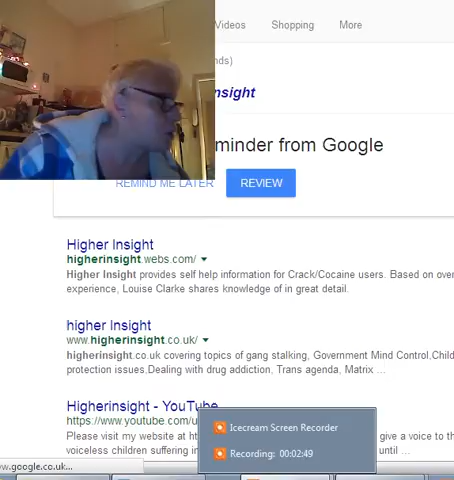 Videos Shopping More
nds)
nsight
minder from Google
REMIND ME LATER REVIEW
Higher Insight
higherinsight.webs.com/
Higher Insight provides self help information for Crack/Cocaine users. Based on over
experience, Louise Clarke shares knowledge of in great detail.
higher Insight
www.higherinsight.co.uk/
higherinsight.co.uk covering topics of gang stalking, Government Mind Control,Child
protection issues,Dealing with drug addiction, Trans agenda, Matrix ...
Higherinsight - YouTube
https://www.youtube.com/u
Please visit my website at ht
give a voice to th
voiceless children suffering in
until ...
Icecream Screen Recorder
Recording: 00:02:49
w.google.co.uk...